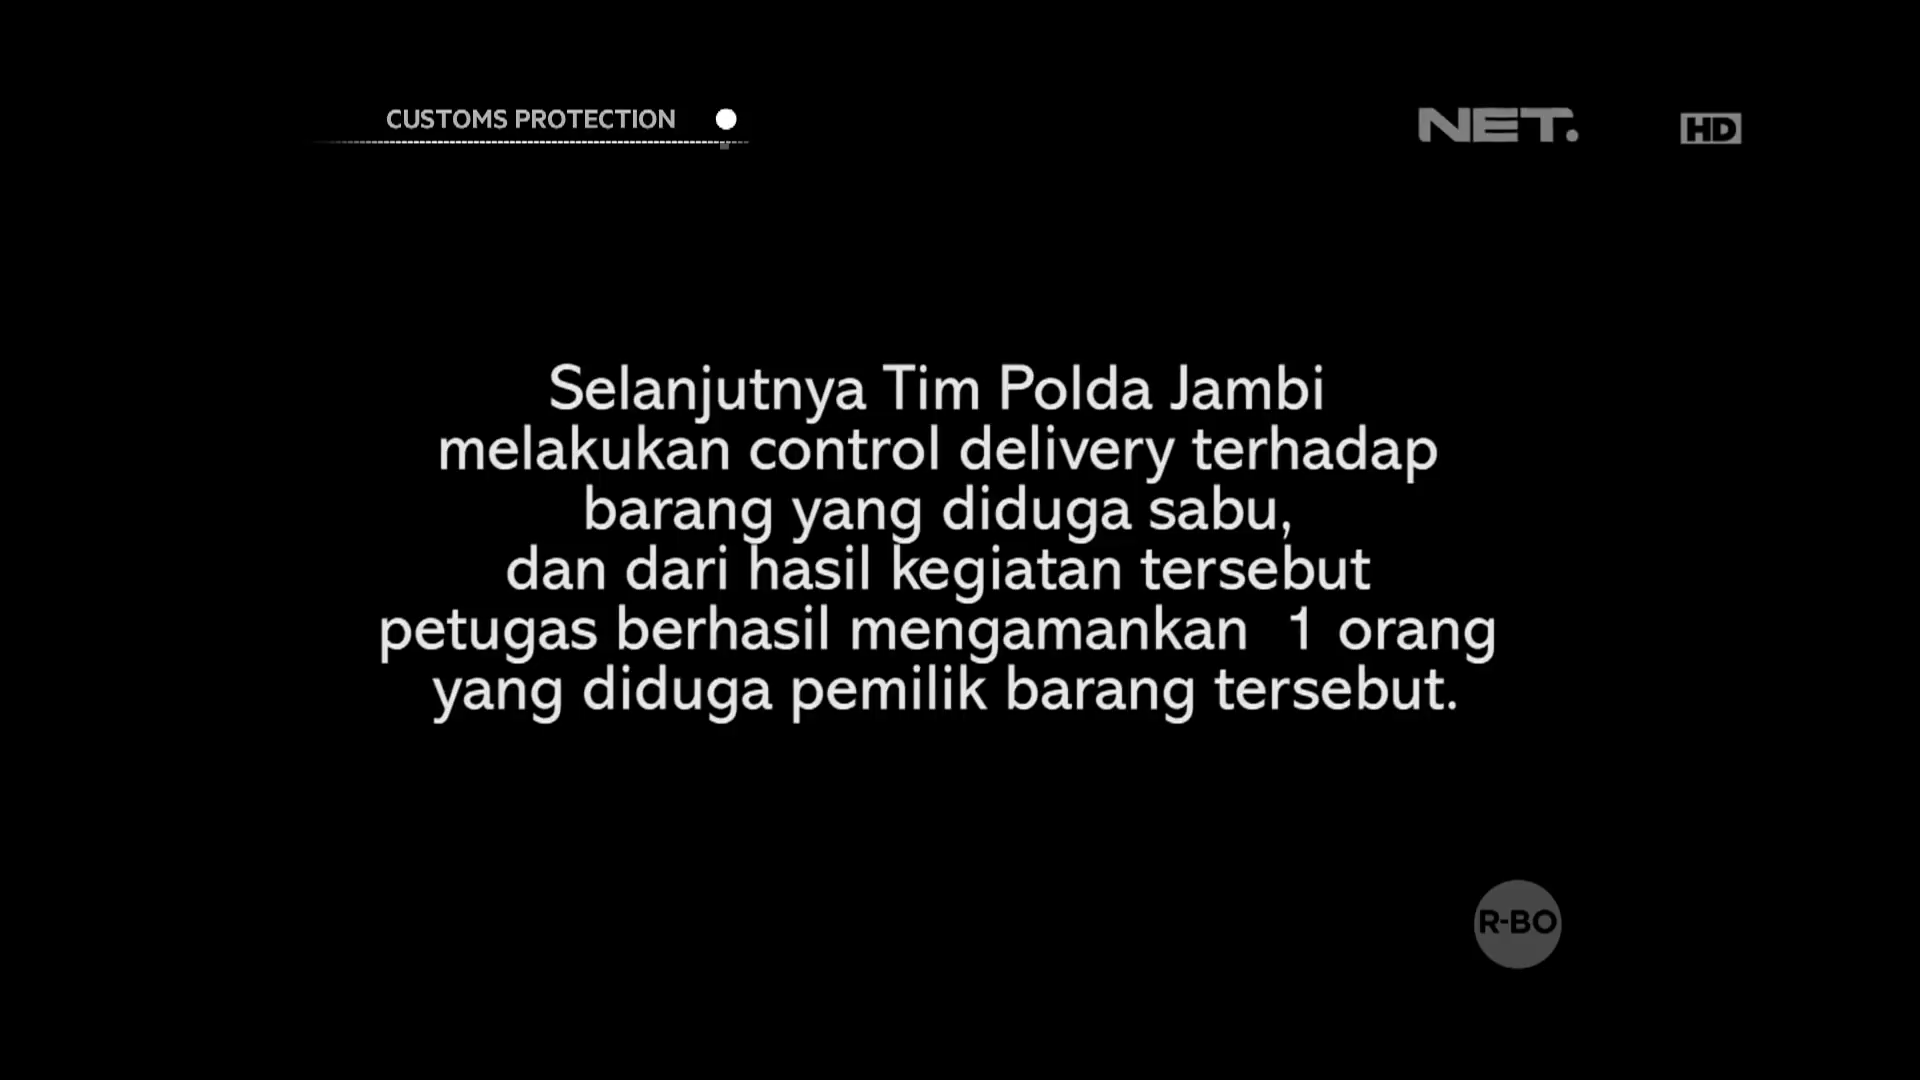 CUSTOMS PROTECTION
NET.
HD
Selanjutnya Tim Polda Jambi
melakukan control delivery terhadap
barang yang diduga sabu,
dan dari hasil kegiatan tersebut
petugas berhasil mengamankan  1 orang
yang diduga pemilik barang tersebut.
R-BO